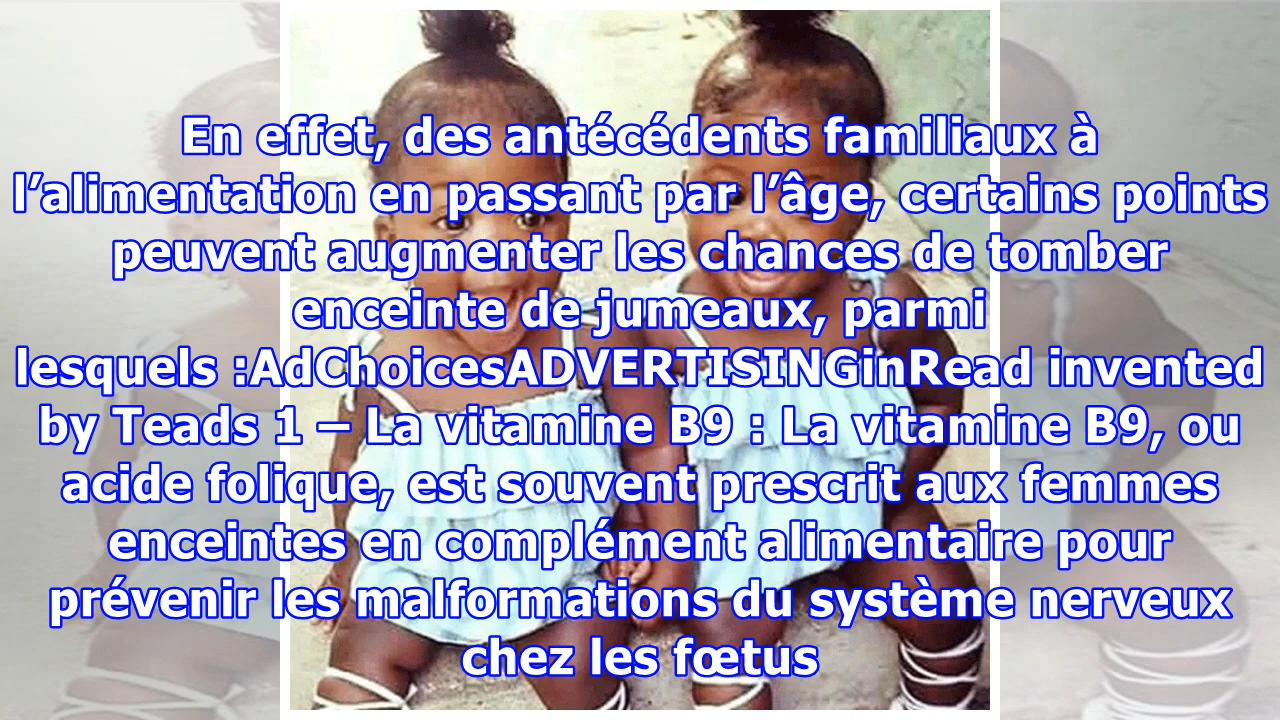 En effet, des antécédents familiaux à
l’alimentation en passant par l’âge, certains points
peuvent augmenter les chances de tomber
enceinte de jumeaux, parmi
lesquels :AdChoicesADVERTISINGinRead invented
by Teads 1 – La vitamine B9 : La vitamine B9, ou
acide folique, est souvent prescrit aux femmes
enceintes en complément alimentaire pour
prévenir les malformations du système nerveux
chez les fœtus